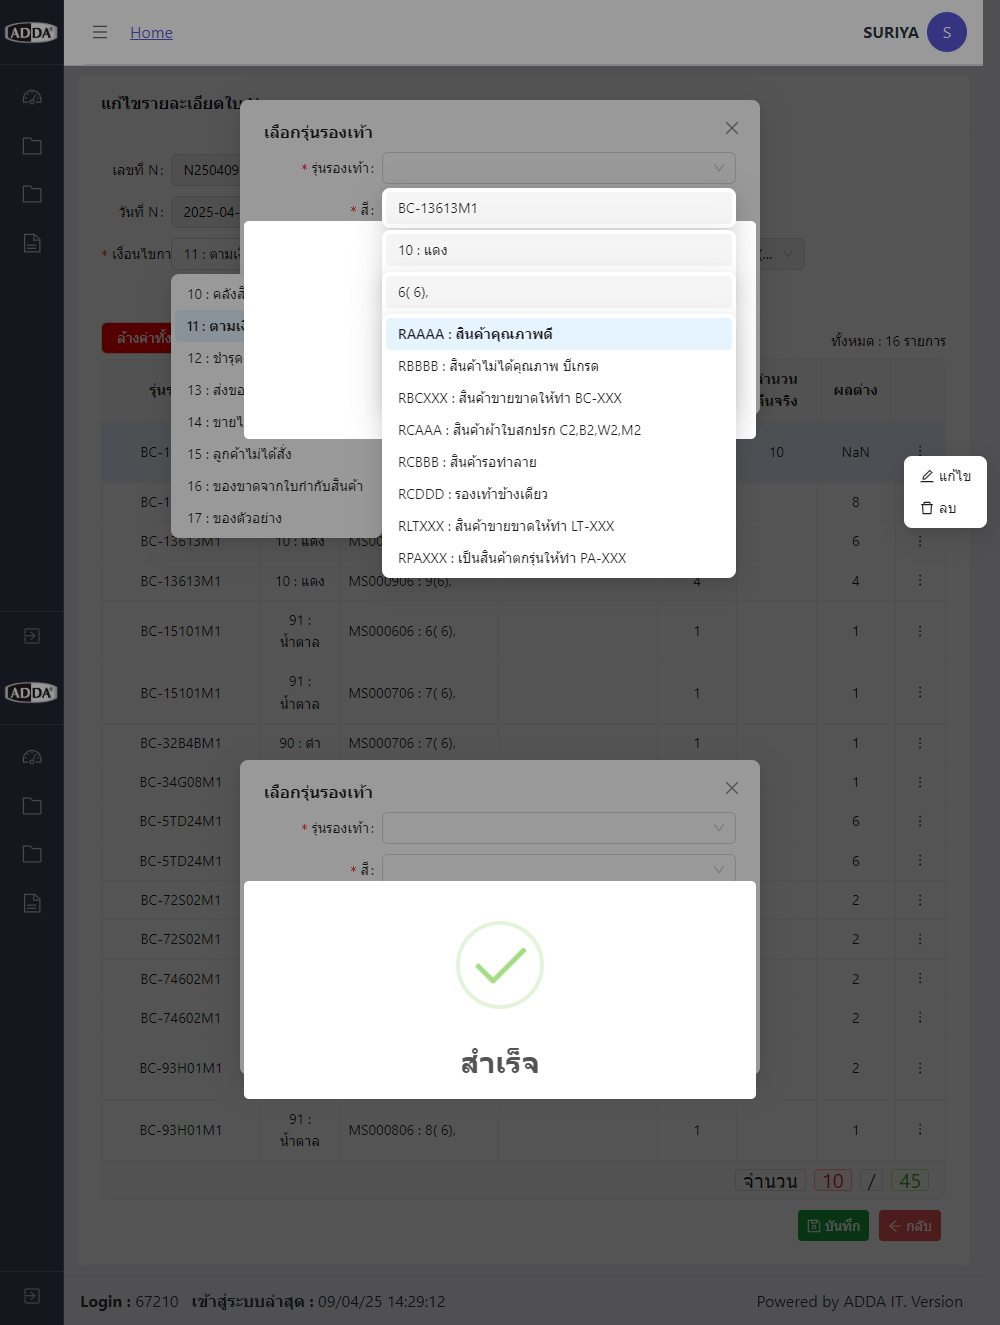 ADDA
Home
SURIYA
S
แก้ไขรายละเอียดใบ
เลือกรุ่นรองเท้า
* รุ่นรองเท้า:
เลขที่ N:
N250409
วันที่ N:
2025-04-
* สี:
BC-13613M1
* เงื่อนไขกา
11 : ตามเ
10 : แดง
(...
6( 6),
10 : คลังสิ
11 : ตามเ
12 : ชำรุด
13 : ส่งขอ
14 : ขายไ
15 : ลูกค้าไม่ได้สั่ง
16 : ของขาดจากใบกำกับสินค้า
17 : ของตัวอย่าง
RAAAA : สินค้าคุณภาพดี
RBBBB : สินค้าไม่ได้คุณภาพ บีเกรด
RBCXXX : สินค้าขายขาดให้ทำ BC-XXX
RCAAA : สินค้าผ้าใบสกปรก C2,B2,W2,M2
RCBBB : สินค้ารอทำลาย
RCDDD : รองเท้าข้างเดียว
RLTXXX : สินค้าขายขาดให้ทำ LT-XXX
RPAXXX : เป็นสินค้าตกรุ่นให้ทำ PA-XXX
ล้างค่าทั้ง
ทั้งหมด : 16 รายการ
รุ่นร
จำนวน
คืนจริง
ผลต่าง
BC-1
10
NaN
แก้ไข
ลบ
BC-1
8
BC-13613M1
10 : แดง
6
BC-13613M1
10 : แดง
MS000906 : 9(6),
4
4
BC-15101M1
91 :
น้ำตาล
MS000606 : 6( 6),
1
1
BC-15101M1
91 :
น้ำตาล
MS000706 : 7( 6),
1
1
ADDA
BC-32B4BM1
90 : ดำ
MS000706 : 7( 6),
1
1
BC-34G08M1
1
BC-5TD24M1
6
BC-5TD24M1
6
BC-72S02M1
2
BC-72S02M1
2
BC-74602M1
2
BC-74602M1
2
BC-93H01M1
2
เลือกรุ่นรองเท้า
* รุ่นรองเท้า:
* สี:
สำเร็จ
BC-93H01M1
91 :
น้ำตาล
MS000806 : 8( 6),
1
1
จำนวน
10
/
45
บันทึก
กลับ
Login : 67210 เข้าสู่ระบบล่าสุด : 09/04/25 14:29:12
Powered by ADDA IT. Version